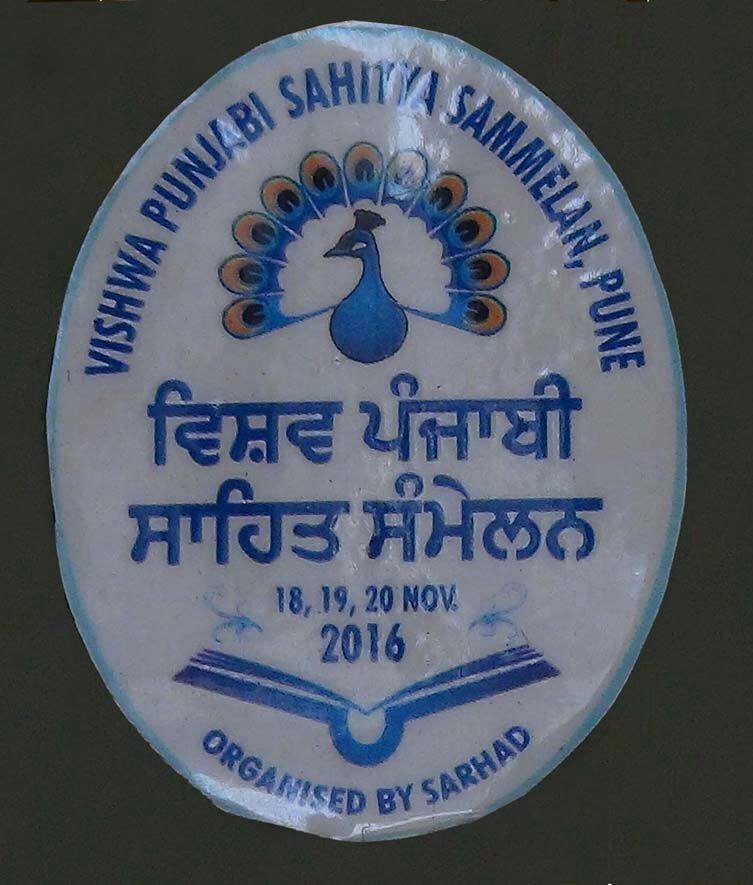 VISHWA PUNJABI SAHITYA SAMMELAN, PUNE
ਵਿਸ਼ਵ ਪੰਜਾਬੀ
ਸਾਹਿਤ ਸੰਮੇਲਨ
18, 19, 20 NOV.
2016
ORGANISED BY SARHAD